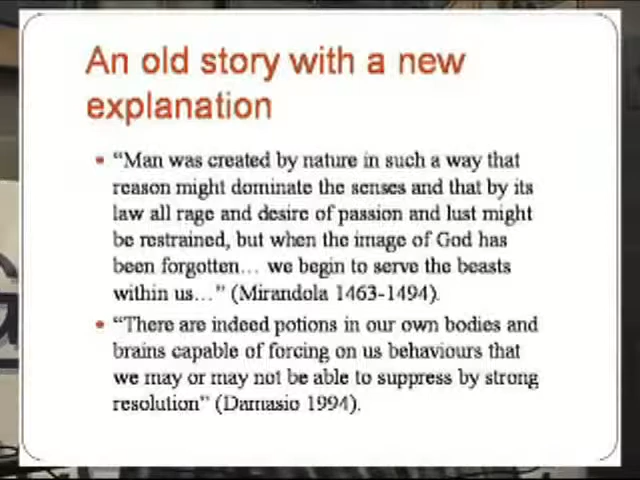 An old story with a new
explanation
• “Man was created by nature in such a way that
reason might dominate the senses and that by its
law all rage and desire of passion and lust might
be restrained, but when the image of God has
been forgotten… we begin to serve the beasts
within us…” (Mirandola 1463-1494).
• “There are indeed potions in our own bodies and
brains capable of forcing on us behaviours that
we may or may not be able to suppress by strong
resolution” (Damasio 1994).